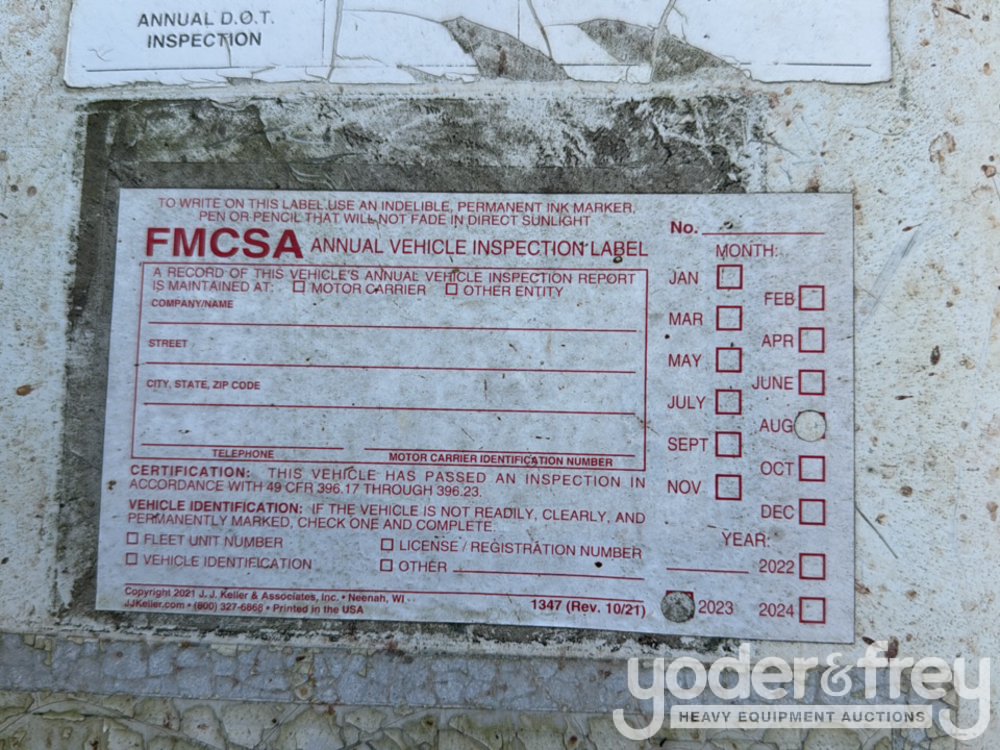 ANNUAL D.O.T.
INSPECTION
TO WRITE ON THIS LABEL USE AN INDELIBLE, PERMANENT INK MARKER,
PEN OR PENCIL THAT WILL NOT FADE IN DIRECT SUNLIGHT
FMCSA ANNUAL VEHICLE INSPECTION LABEL
A RECORD OF THIS VEHICLE'S ANNUAL VEHICLE INSPECTION REPORT
IS MAINTAINED AT: MOTOR CARRIER OTHER ENTITY
COMPANY/NAME
STREET
CITY, STATE, ZIP CODE
TELEPHONE MOTOR CARRIER IDENTIFICATION NUMBER
CERTIFICATION: THIS VEHICLE HAS PASSED AN INSPECTION IN
ACCORDANCE WITH 49 CFR 396.17 THROUGH 396.23.
VEHICLE IDENTIFICATION: IF THE VEHICLE IS NOT READILY, CLEARLY, AND
PERMANENTLY MARKED, CHECK ONE AND COMPLETE:
FLEET UNIT NUMBER LICENSE / REGISTRATION NUMBER
VEHICLE IDENTIFICATION OTHER
Copyright 2021 J. J. Keller & Associates, Inc. • Neenah, WI
JJKeller.com • (800) 327-6868 • Printed in the USA
1347 (Rev. 10/21)
No.
MONTH:
JAN
FEB
MAR
APR
MAY
JUNE
JULY
AUG
SEPT
OCT
NOV
DEC
YEAR:
2022
2023 2024
yoder&frey
HEAVY EQUIPMENT AUCTIONS